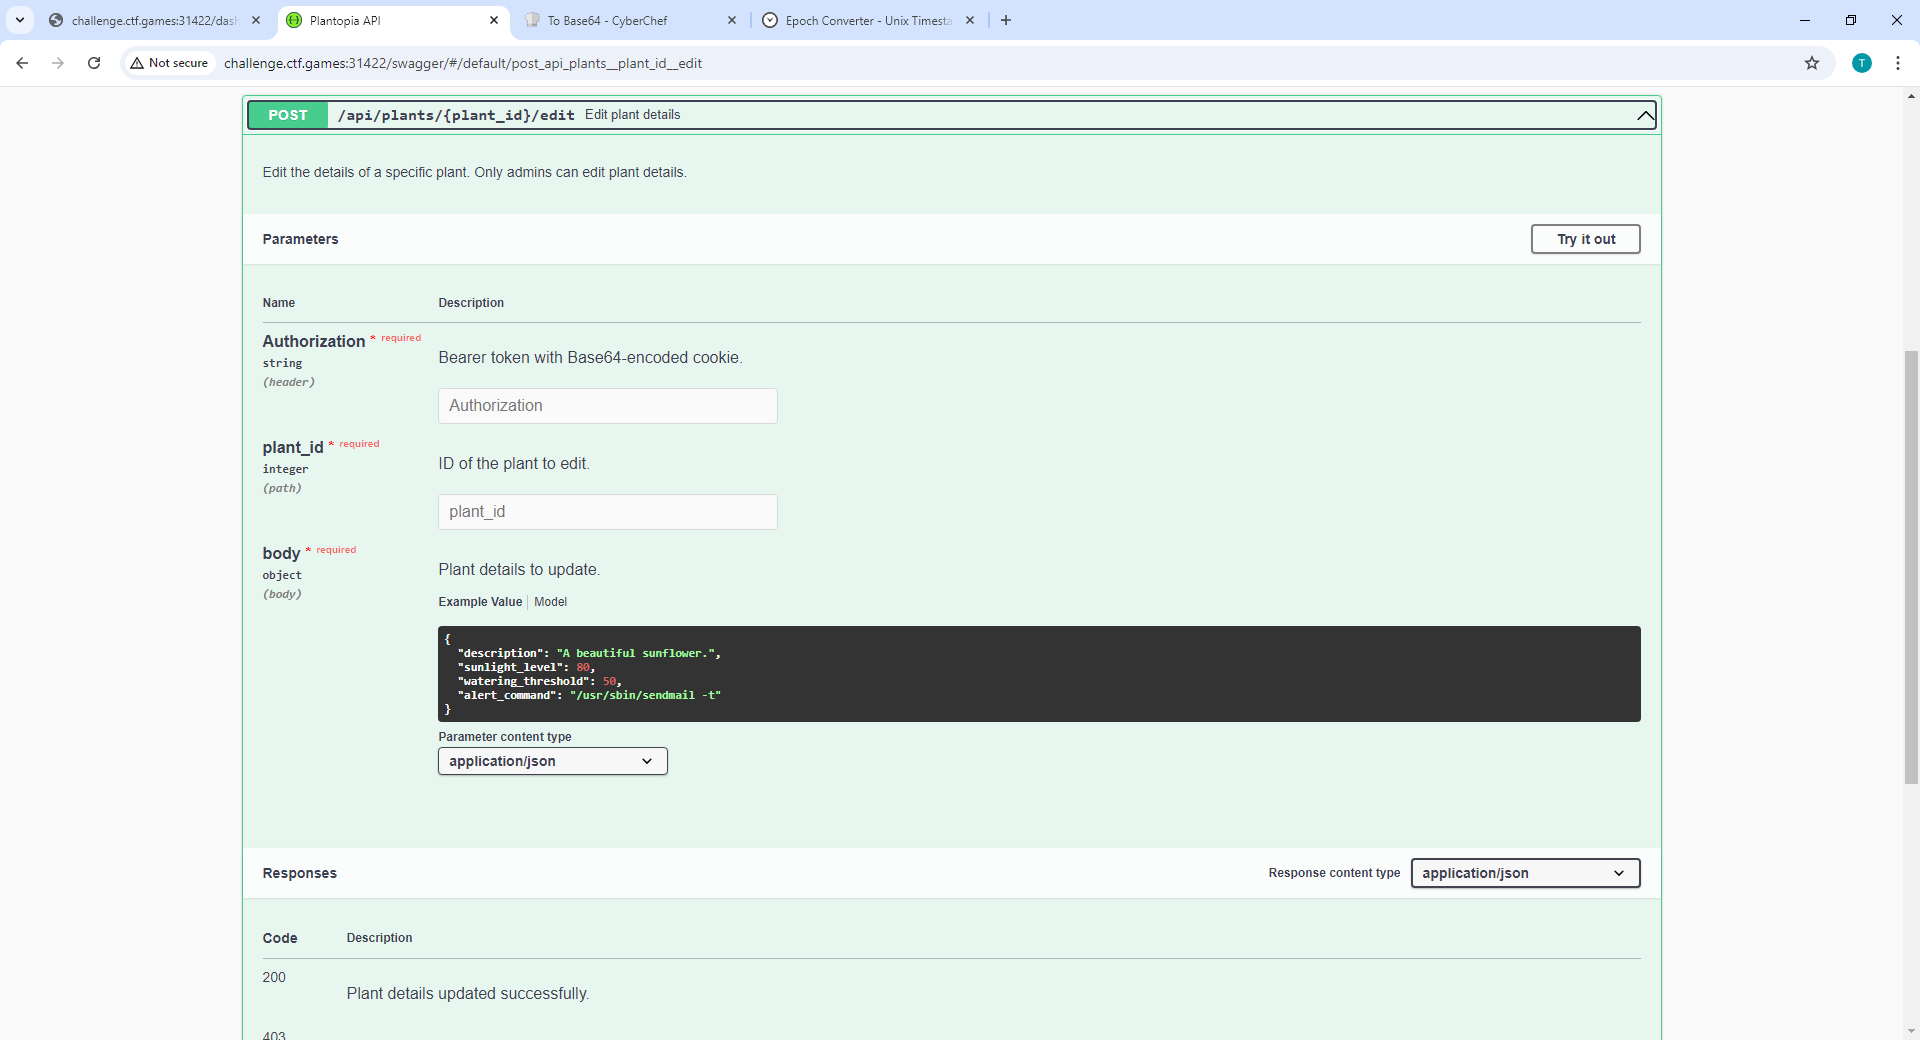 challenge.ctf.games:31422/das
Plantopia API
To Base64 - CyberChef
Epoch Converter - Unix Timesta
Not secure
challenge.ctf.games:31422/swagger/#/default/post_api_plants__plant_id__edit
T
POST /api/plants/{plant_id}/edit Edit plant details
Edit the details of a specific plant. Only admins can edit plant details.
Parameters
Try it out
Name Description
Authorization * required
string
(header)
Bearer token with Base64-encoded cookie.
Authorization
plant_id * required
integer
(path)
ID of the plant to edit.
plant_id
body * required
object
(body)
Plant details to update.
Example Value Model
{
"description": "A beautiful sunflower.",
"sunlight_level": 80,
"watering_threshold": 50,
"alert_command": "/usr/sbin/sendmail -t"
}
Parameter content type
application/json
Responses
Response content type application/json
Code Description
200
Plant details updated successfully.
403